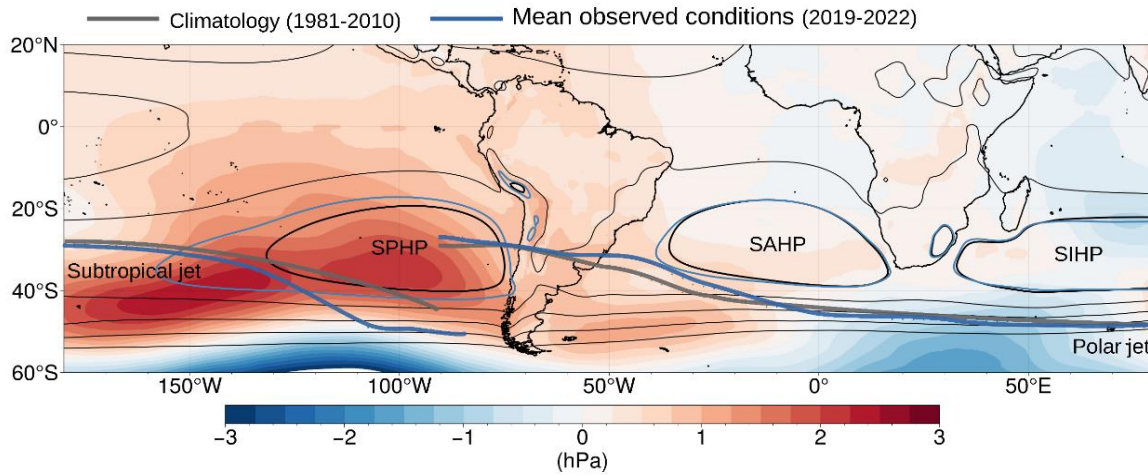 Climatology (1981-2010) Mean observed conditions (2019-2022)
20°N
0°
20°S
40°S
60°S
SPHP
SAHP
SIHP
Subtropical jet
Polar jet
150°W 100°W 50°W 0° 50°E
−3 −2 −1 0 1 2 3
(hPa)